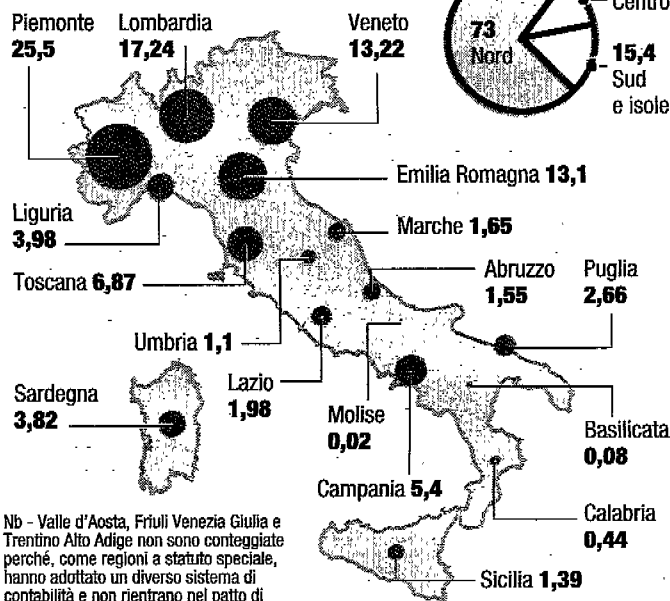 Piemonte
25,5
Lombardia
17,24
Veneto
13,22
Centro
73
Nord
15,4
Sud
e isole
Emilia Romagna 13,1
Liguria
3,98
Marche 1,65
Toscana 6,87
Abruzzo
1,55
Puglia
2,66
Umbria 1,1
Lazio
1,98
Sardegna
3,82
Molise
0,02
Basilicata
0,08
Campania 5,4
Calabria
0,44
Sicilia 1,39
Nb - Valle d'Aosta, Friuli Venezia Giulia e
Trentino Alto Adige non sono conteggiate
perché, come regioni a statuto speciale,
hanno adottato un diverso sistema di
contabilità e non rientrano nel patto di